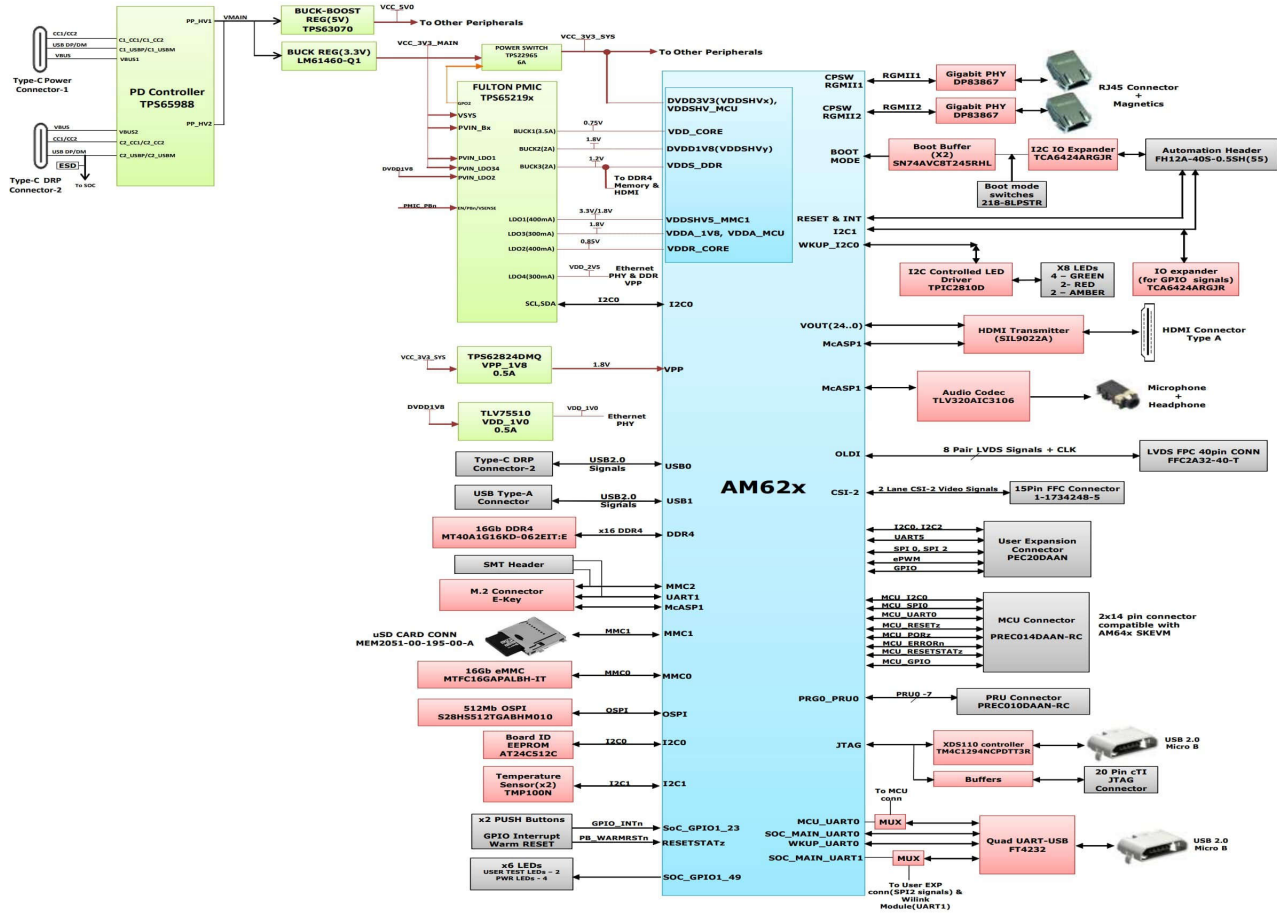 CC1/CC2
USB DP/DM
VBUS
Type-C Power
Connector-1
VBUS
CC1/CC2
USB DP/DM
ESD
Type-C DRP
Connector-2
To SOC
C1_CC1/C1_CC2
C1_USBP/C1_USBM
VBUS1
PD Controller
TPS65988
VBUS2
C2_CC1/C2_CC2
C2_USBP/C2_USBM
PP_HV1
PP_HV2
VMAIN
BUCK-BOOST
REG(5V)
TPS63070
VCC_5V0
To Other Peripherals
BUCK REG(3.3V)
LM61460-Q1
VCC_3V3_MAIN
POWER SWITCH
TPS22965
6A
VCC_3V3_SYS
To Other Peripherals
FULTON PMIC
TPS65219x
GPO2
VSYS
PVIN_Bx
PVIN_LDO1
PVIN_LDO34
PVIN_LDO2
DVDD1V8
PMIC_PBn
EN/PBn/VSENSE
BUCK1(3.5A)
BUCK2(2A)
BUCK3(2A)
LDO1(400mA)
LDO3(300mA)
LDO2(400mA)
LDO4(300mA)
SCL,SDA
0.75V
1.8V
1.2V
To DDR4
Memory &
HDMI
3.3V/1.8V
1.8V
0.85V
VDD_2V5
Ethernet
PHY & DDR
VPP
I2C0
DVDD3V3(VDDSHVx),
VDDSHV_MCU
VDD_CORE
DVDD1V8(VDDSHVy)
VDDS_DDR
VDDSHV5_MMC1
VDDA_1V8, VDDA_MCU
VDDR_CORE
I2C0
VCC_3V3_SYS
TPS62824DMQ
VPP_1V8
0.5A
1.8V
VPP
DVDD1V8
TLV75510
VDD_1V0
0.5A
VDD_1V0
Ethernet
PHY
Type-C DRP
Connector-2
USB2.0
Signals
USB0
USB Type-A
Connector
USB2.0
Signals
USB1
16Gb DDR4
MT40A1G16KD-062EIT:E
x16 DDR4
DDR4
SMT Header
M.2 Connector
E-Key
MMC2
UART1
McASP1
uSD CARD CONN
MEM2051-00-195-00-A
MMC1
MMC1
16Gb eMMC
MTFC16GAPALBH-IT
MMC0
MMC0
512Mb OSPI
S28HS512TGABHM010
OSPI
OSPI
Board ID
EEPROM
AT24C512C
I2C0
I2C0
Temperature
Sensor(x2)
TMP100N
I2C1
I2C1
x2 PUSH Buttons
GPIO Interrupt
Warm RESET
GPIO_INTn
PB_WARMRSTn
SoC_GPIO1_23
RESETSTATz
x6 LEDs
USER TEST LEDs – 2
PWR LEDs – 4
SOC_GPIO1_49
AM62x
CPSW
RGMII1
RGMII1
Gigabit PHY
DP83867
CPSW
RGMII2
RGMII2
Gigabit PHY
DP83867
RJ45 Connector
+
Magnetics
BOOT
MODE
Boot Buffer
(X2)
SN74AVC8T245RHL
I2C IO Expander
TCA6424ARGJR
Automation Header
FH12A-40S-0.5SH(55)
Boot mode
switches
218-8LPSTR
RESET & INT
I2C1
WKUP_I2C0
I2C Controlled LED
Driver
TPIC2810D
X8 LEDs
4 – GREEN
2- RED
2 – AMBER
IO expander
(for GPIO signals)
TCA6424ARGJR
VOUT(24..0)
McASP1
HDMI Transmitter
(SIL9022A)
HDMI Connector
Type A
McASP1
Audio Codec
TLV320AIC3106
Microphone
+
Headphone
OLDI
8 Pair LVDS Signals + CLK
LVDS FPC 40pin CONN
FFC2A32-40-T
CSI-2
2 Lane CSI-2 Video Signals
15Pin FFC Connector
1-1734248-5
I2C0, I2C2
UART5
SPI 0, SPI 2
ePWM
GPIO
User Expansion
Connector
PEC20DAAN
MCU_I2C0
MCU_SPI0
MCU_UART0
MCU_RESETz
MCU_PORz
MCU_ERRORn
MCU_RESETSTATz
MCU_GPIO
MCU Connector
PREC014DAAN-RC
2x14 pin connector
compatible with
AM64x SKEVM
PRG0_PRU0
PRU0 -7
PRU Connector
PREC010DAAN-RC
JTAG
XDS110 controller
TM4C1294NCPDTT3R
USB 2.0
Micro B
Buffers
20 Pin cTI
JTAG
Connector
To MCU
conn
MCU_UART0
MUX
SOC_MAIN_UART0
WKUP_UART0
SOC_MAIN_UART1
MUX
Quad UART-USB
FT4232
USB 2.0
Micro B
To User EXP
conn(SPI2 signals) &
Wilink
Module(UART1)